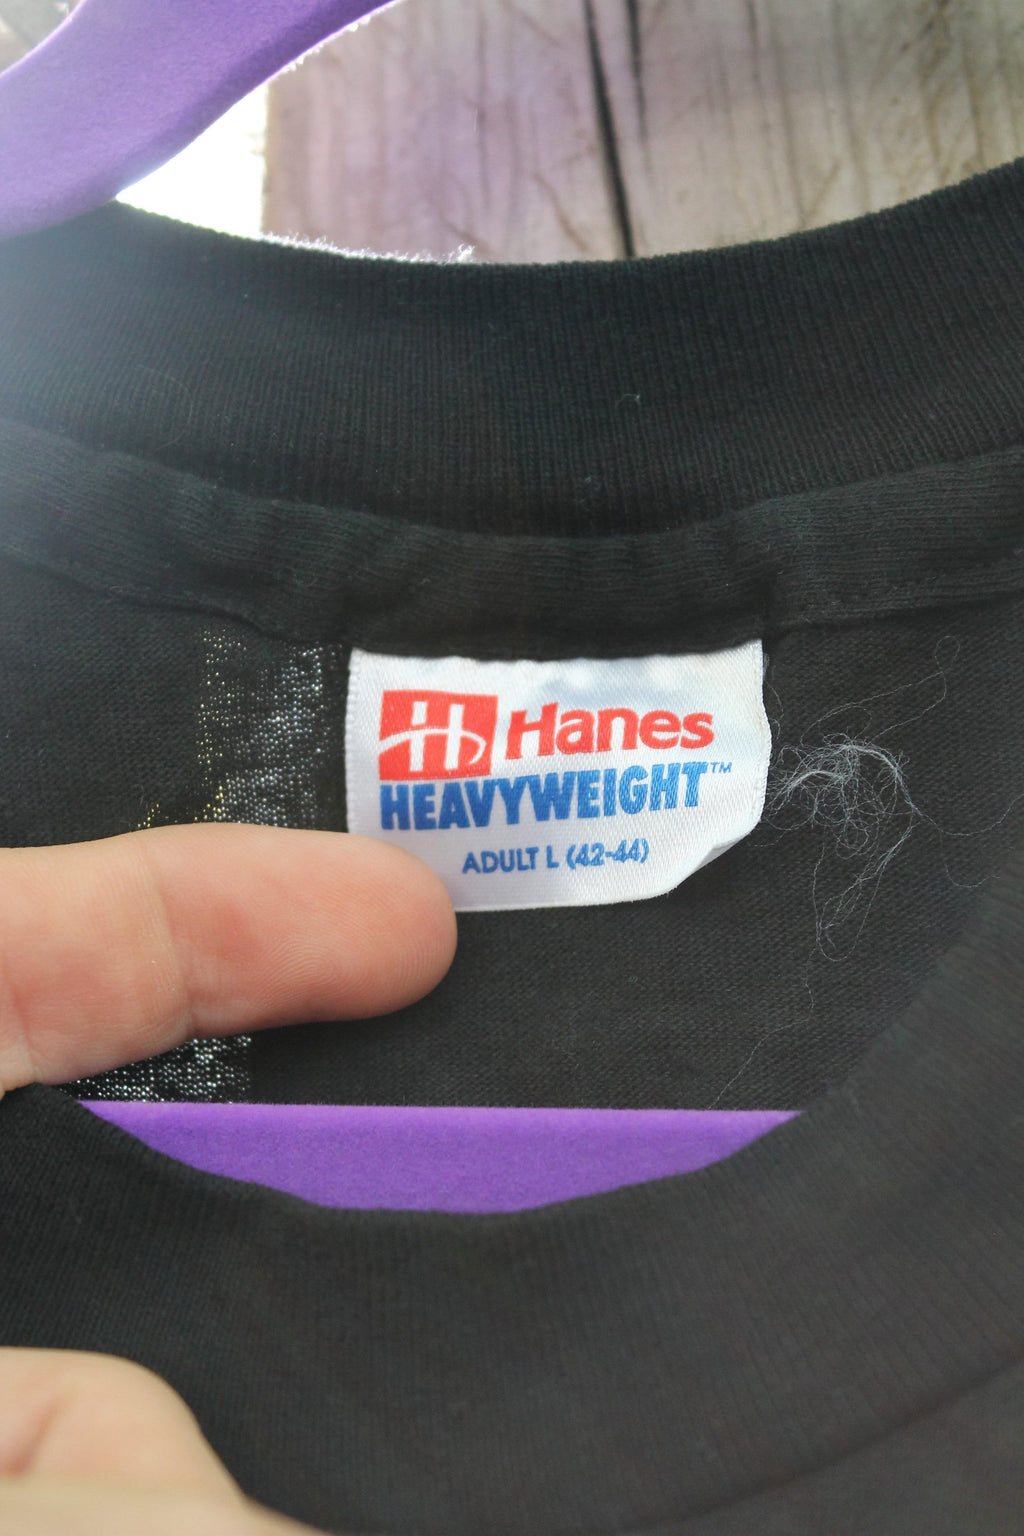 H Hanes
HEAVYWEIGHT™
ADULT L (42-44)